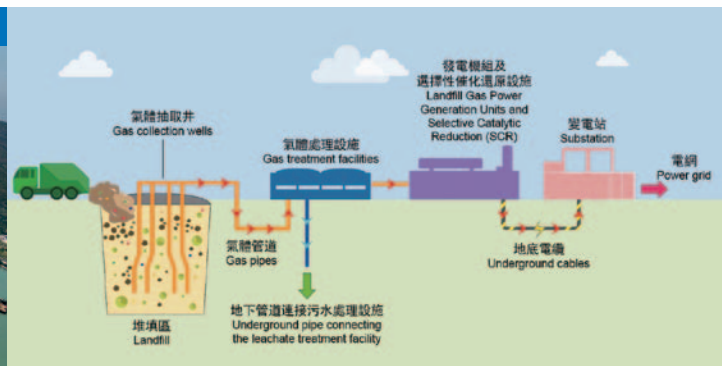 氣體抽取井
Gas collection wells
氣體處理設施
Gas treatment facilities
發電機組及
選擇性催化還原設施
Landfill Gas Power
Generation Units and
Selective Catalytic
Reduction (SCR)
變電站
Substation
電網
Power grid
氣體管道
Gas pipes
地底電纜
Underground cables
堆填區
Landfill
地下管道連接污水處理設施
Underground pipe connecting
the leachate treatment facility